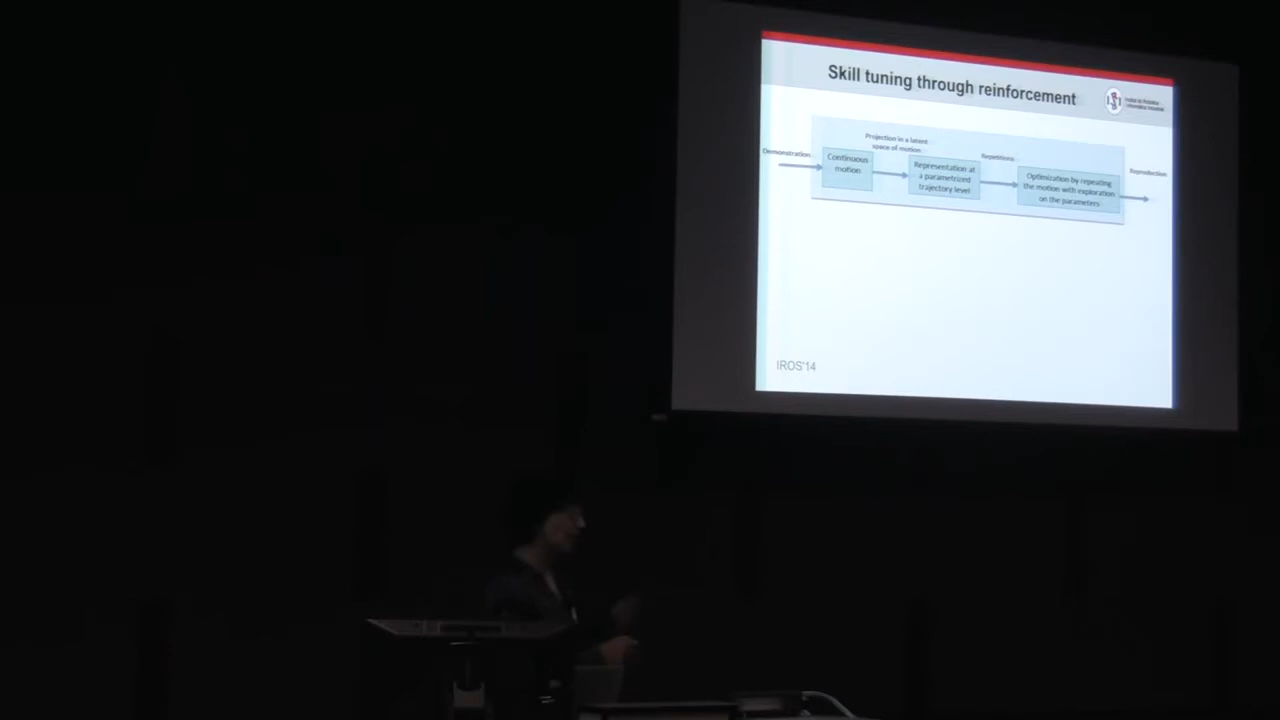 Skill tuning through reinforcement
Projection in a latent
space of motion
Demonstration
Continuous
motion
Representation at
a parametrized
trajectory level
Repetitions
Optimization by repeating
the motion with exploration
on the parameters
Reproduction
IROS'14